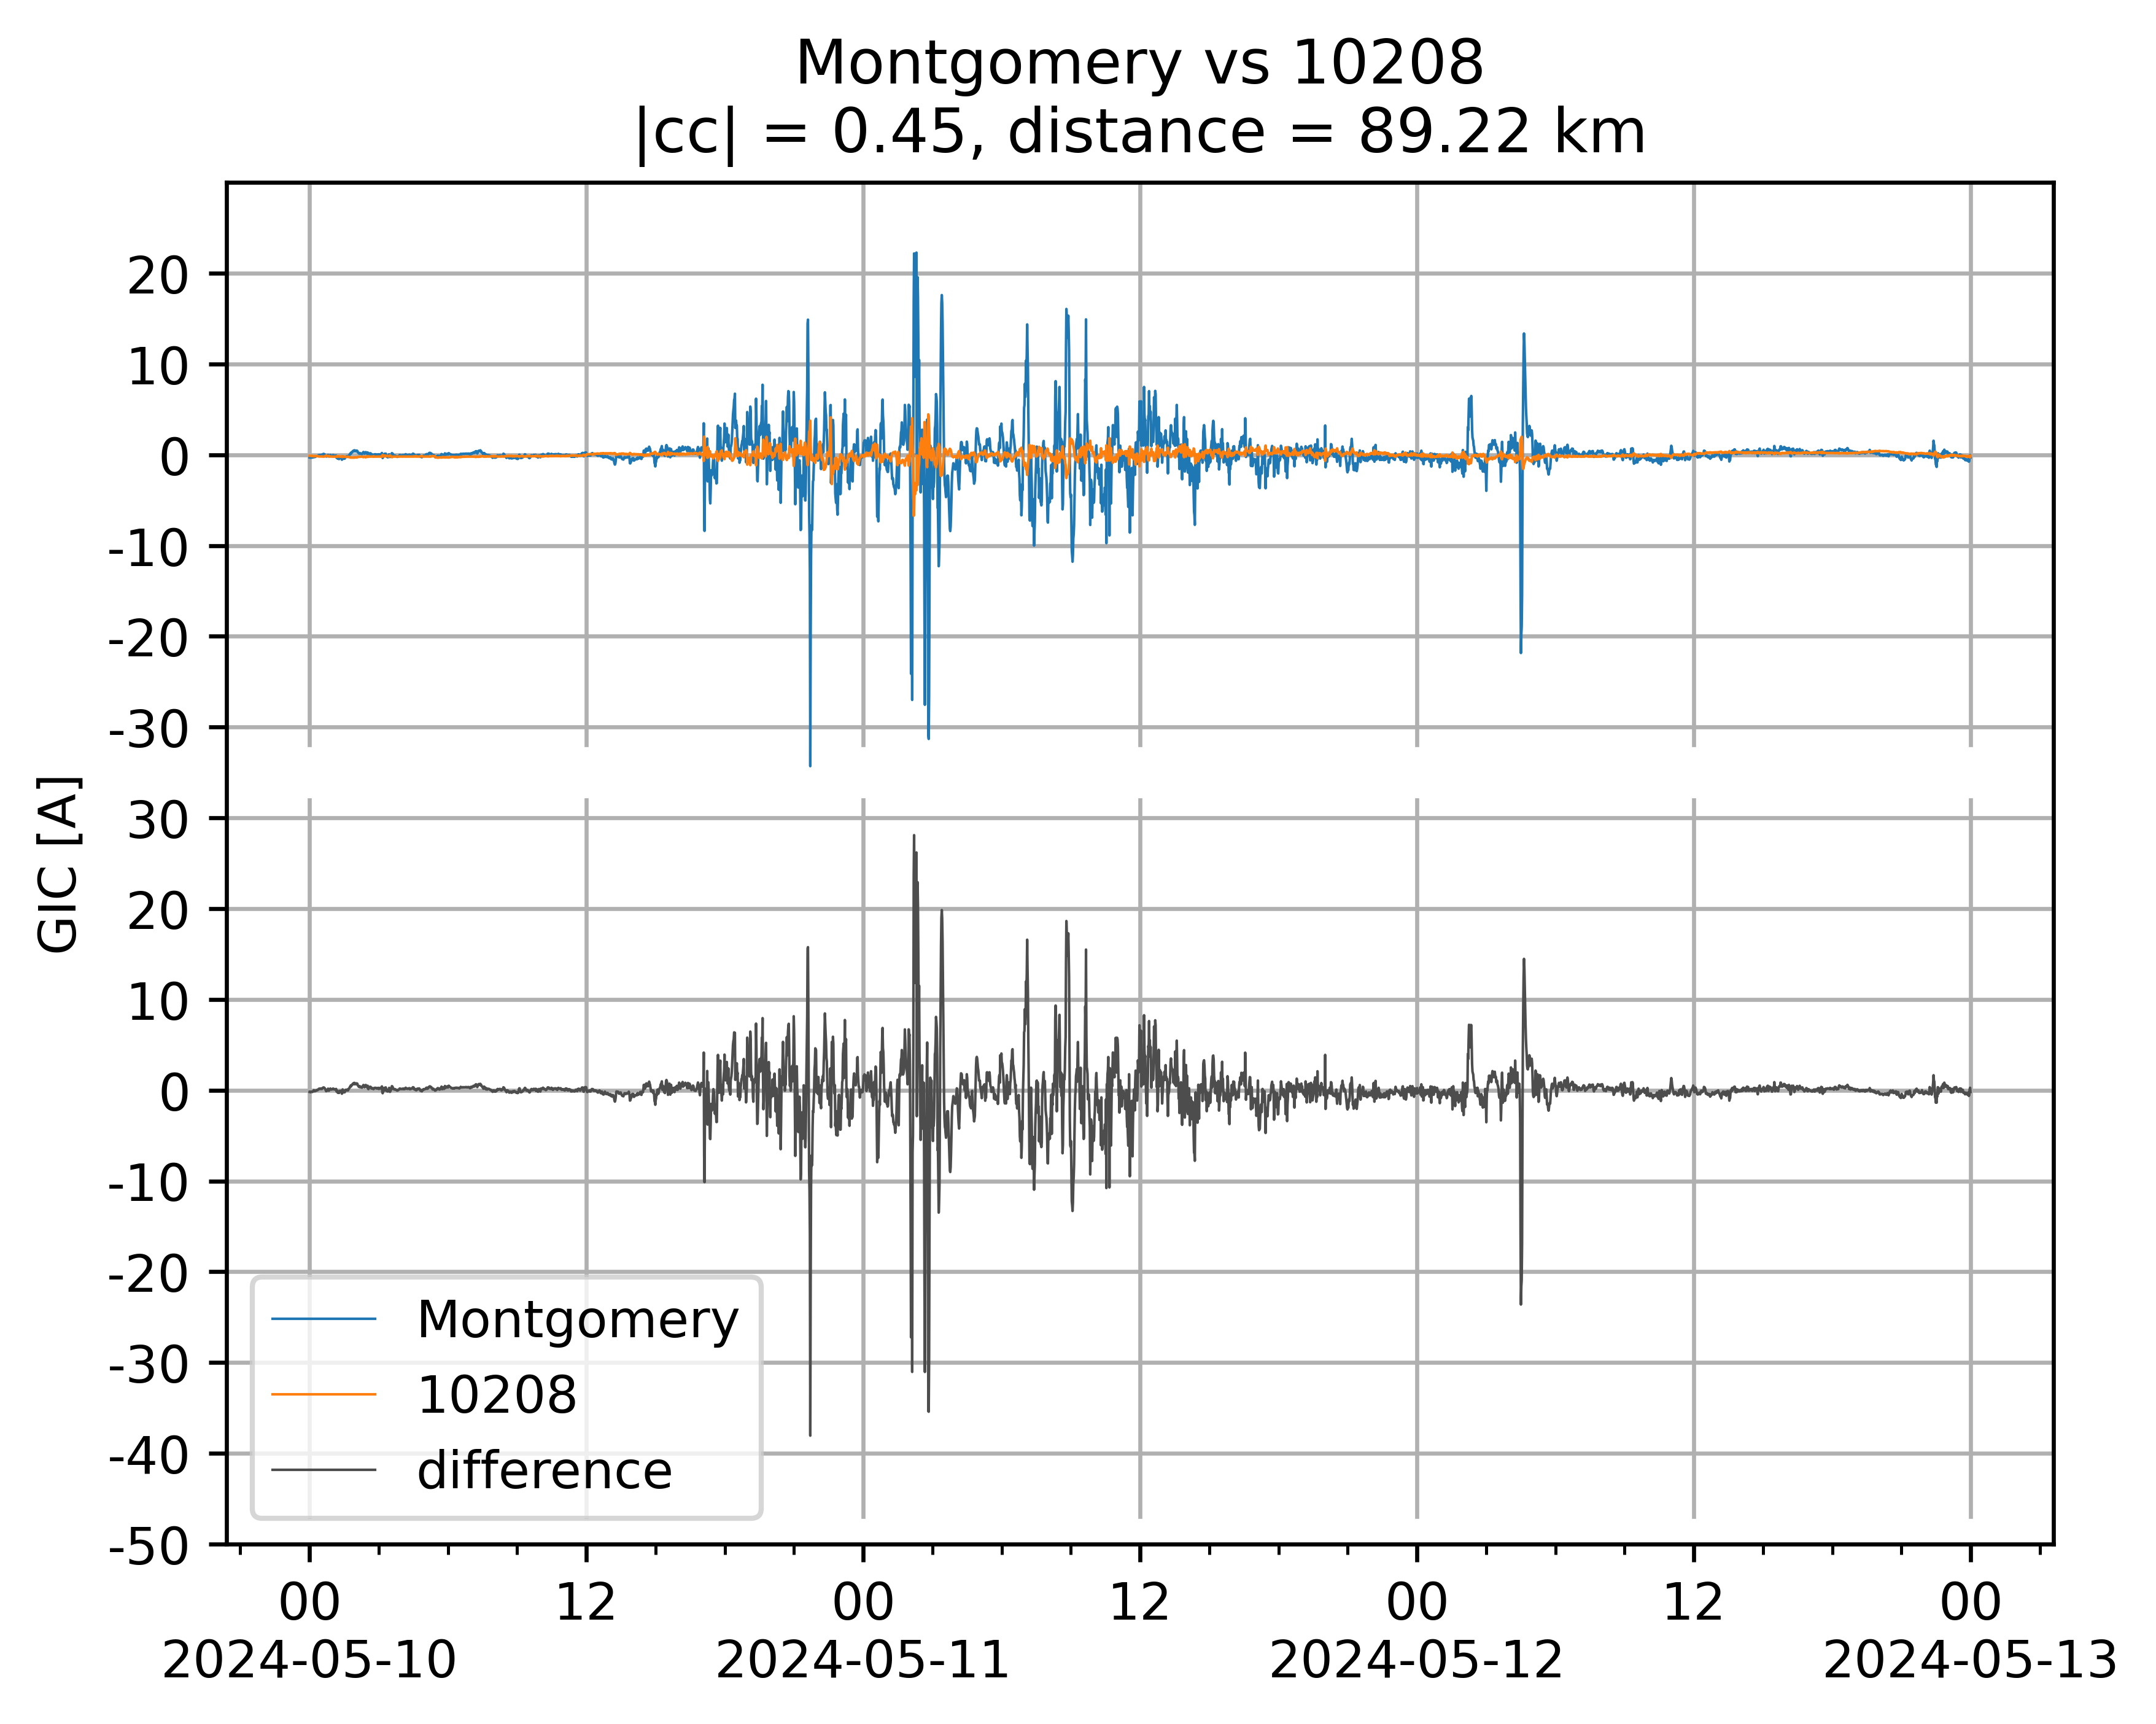 Montgomery vs 10208
|cc| = 0.45, distance = 89.22 km
GIC [A]
20
10
0
-10
-20
-30
30
20
10
0
-10
-20
-30
-40
-50
Montgomery
10208
difference
00 12 00 12 00 12 00
2024-05-10 2024-05-11 2024-05-12 2024-05-13